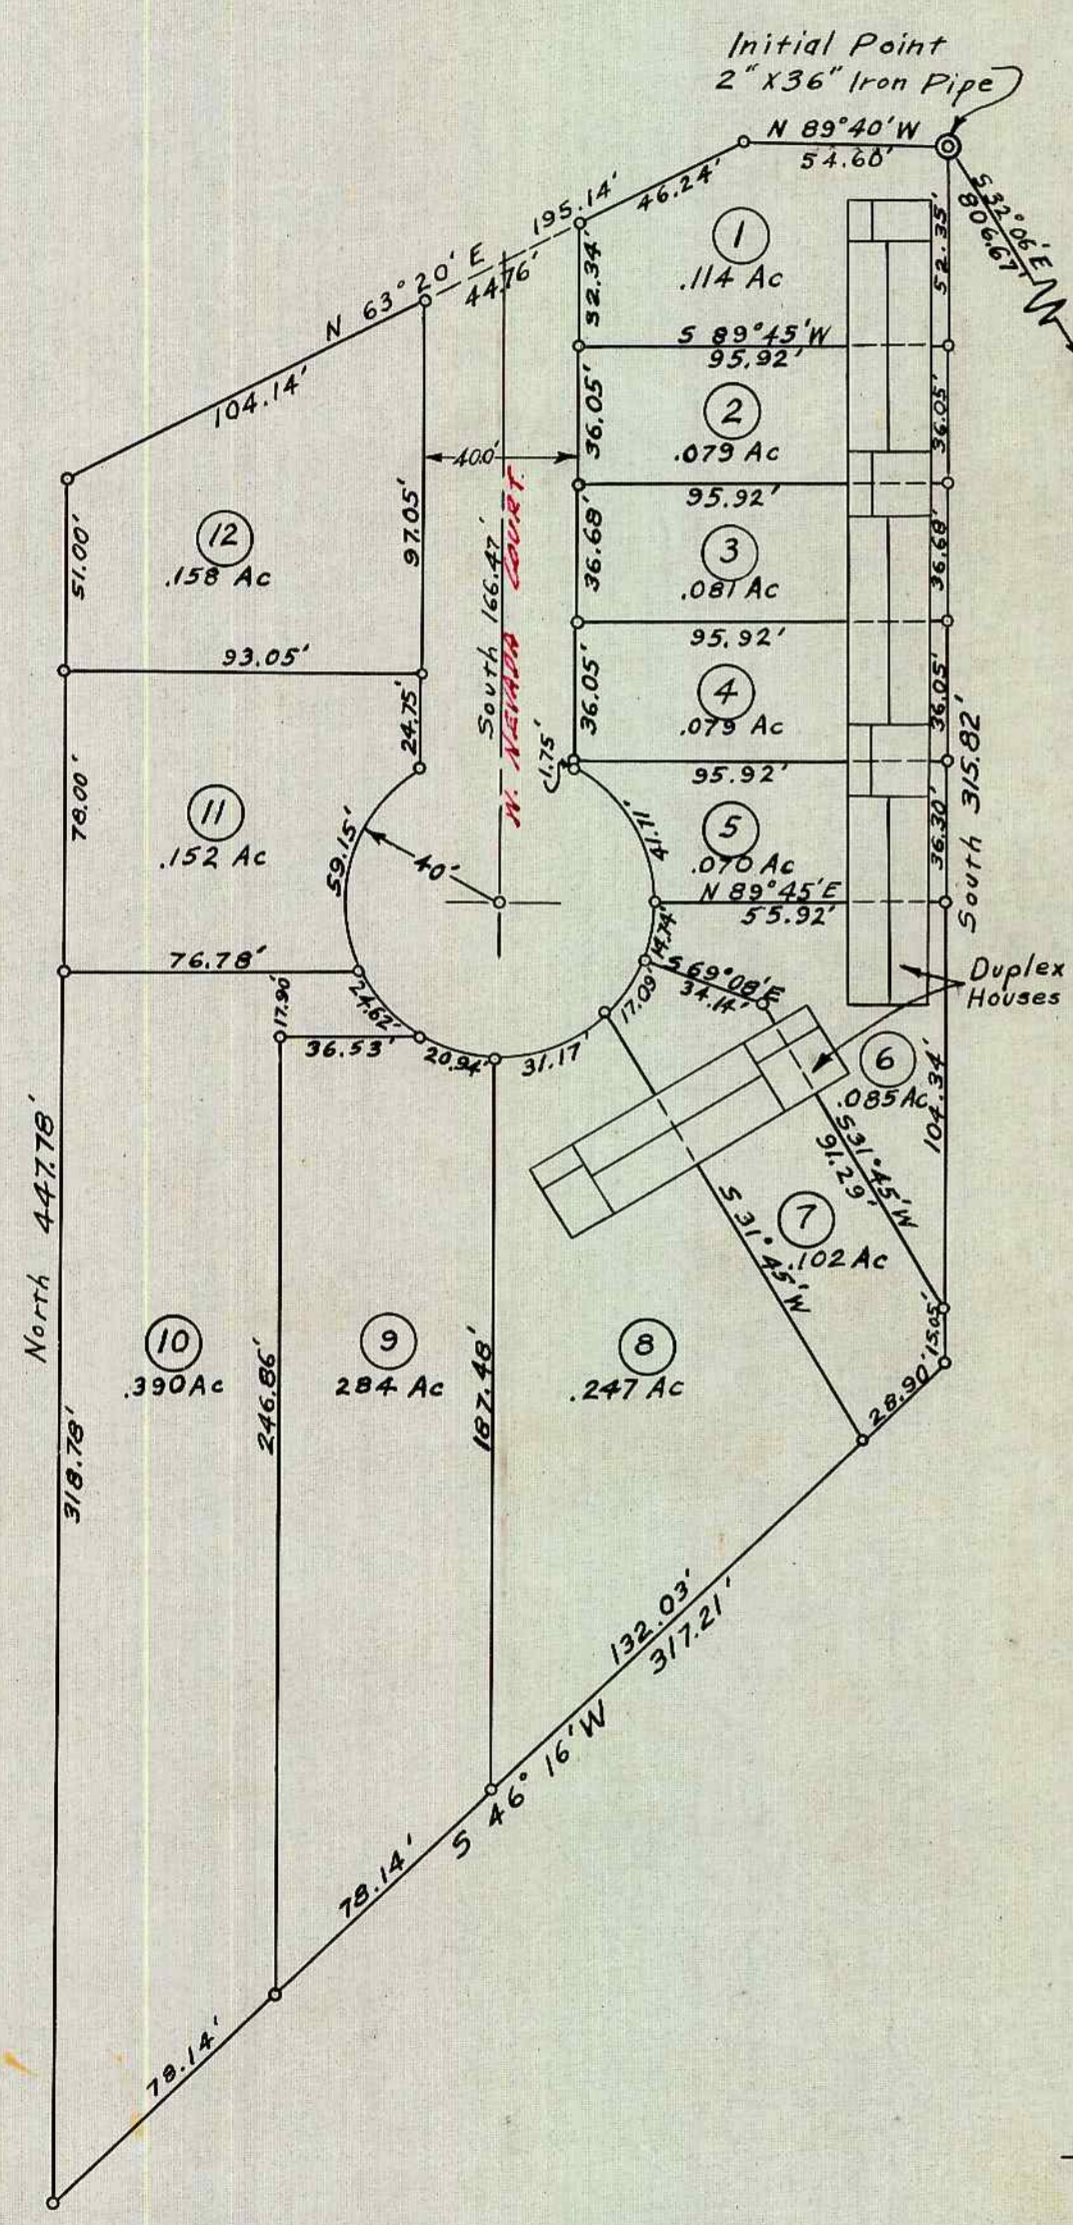 Initial Point
2" X 36" Iron Pipe
N 89°40' W
54.60'
S 32°06' E
806.67'
46.24'
195.14'
N 63°20' E
44.76'
104.14'
1
.114 Ac
32.34'
52.35'
S 89°45' W
95.92'
2
.079 Ac
36.05'
36.05'
40.0'
95.92'
3
.081 Ac
36.68'
36.68'
95.92'
4
.079 Ac
36.05'
36.05'
95.92'
1.75'
South 166.47'
W. NEVADA COURT
12
.158 Ac
51.00'
97.05'
93.05'
24.75'
78.00'
11
.152 Ac
59.15'
40'
41.71'
5
.070 Ac
36.30'
South 315.82'
N 89°45' E
55.92'
14.74'
S 69°08' E
34.14'
17.09'
Duplex
Houses
76.78'
17.90'
24.62'
36.53'
20.94'
31.17'
6
.085 Ac
104.34'
S 31°45' W
91.29'
7
.102 Ac
S 31°45' W
15.05'
28.90'
North 447.78'
10
.390 Ac
246.86'
9
284 Ac
187.48'
8
.247 Ac
318.78'
132.03'
317.21'
S 46° 16' W
78.14'
78.14'